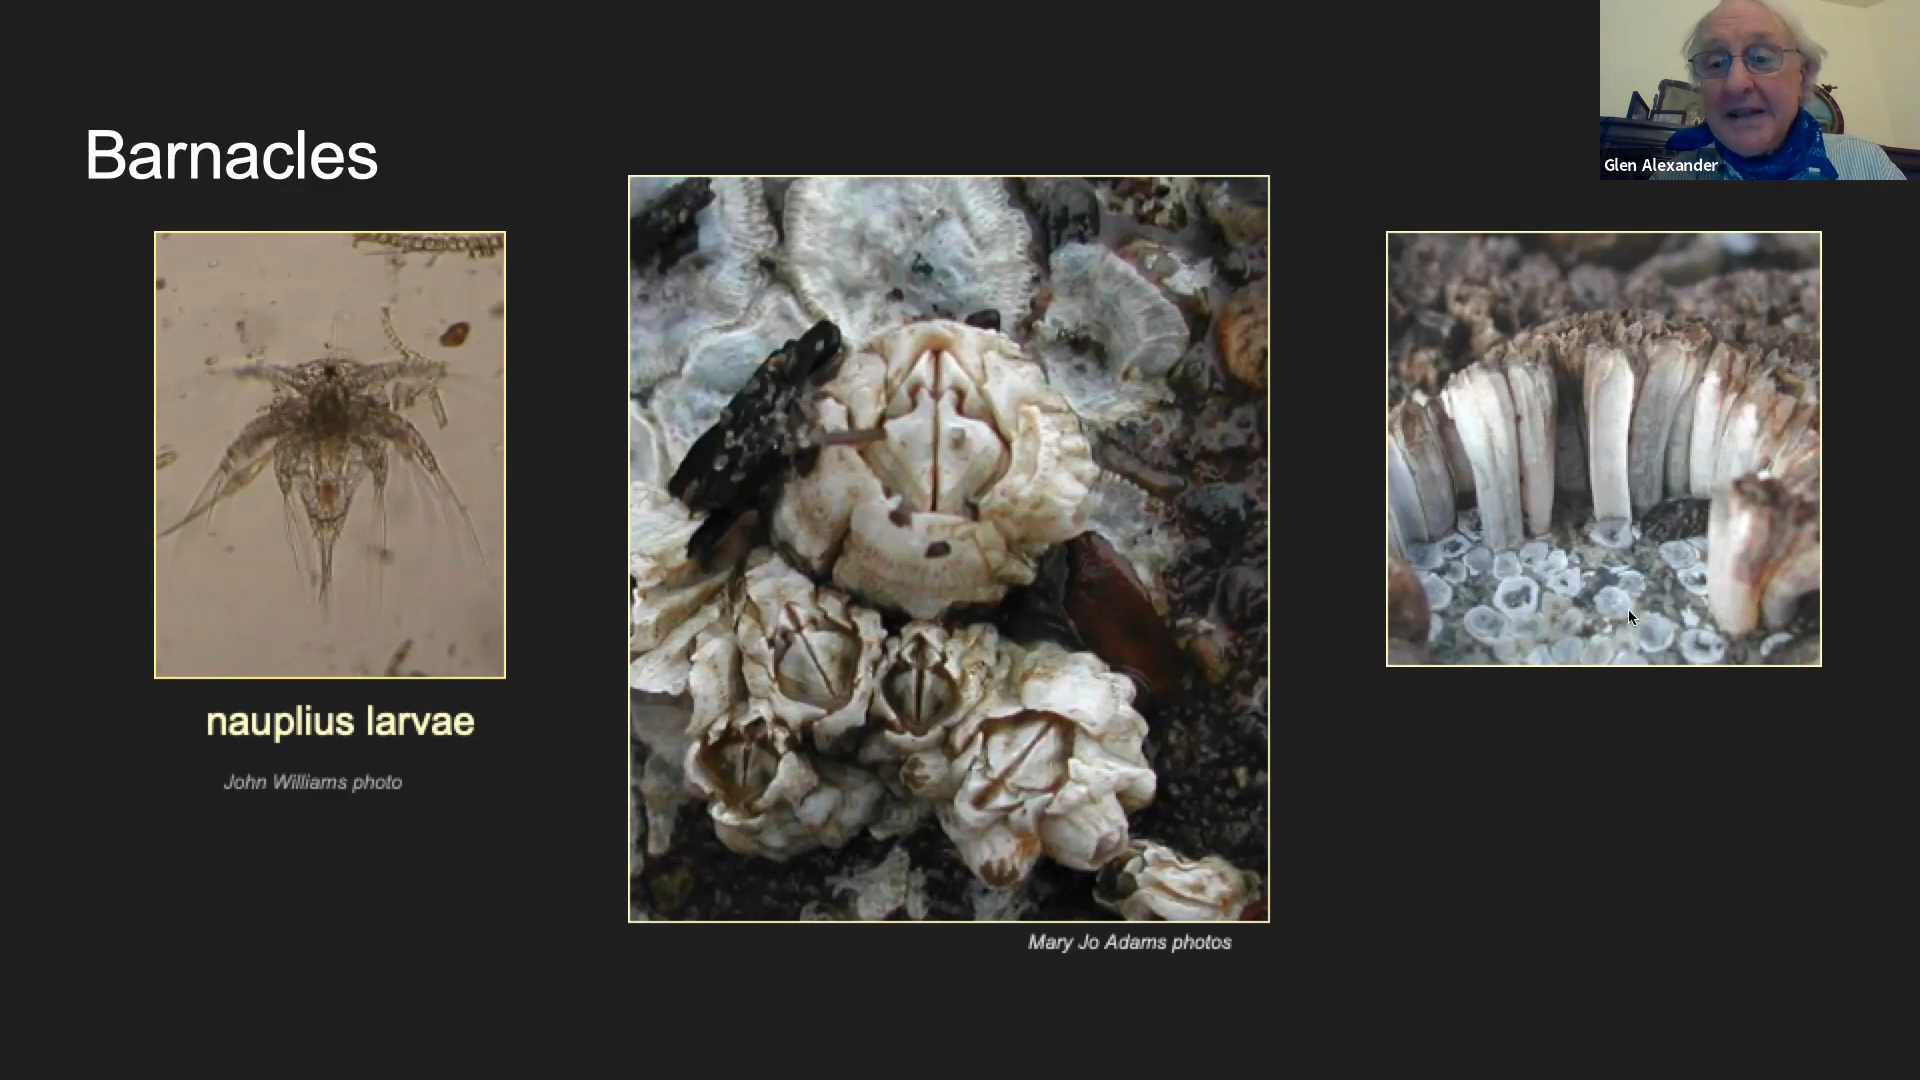 Glen Alexander
Barnacles
nauplius larvae
John Williams photo
Mary Jo Adams photos